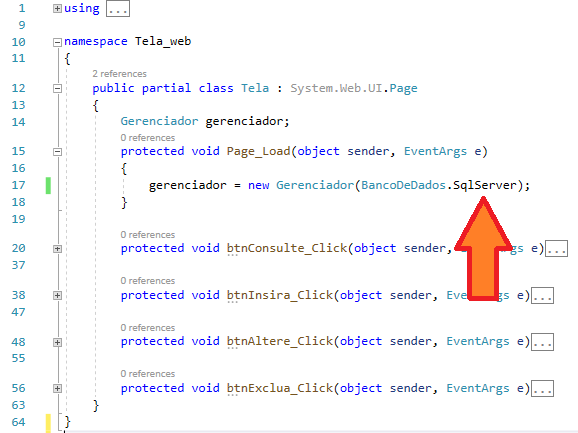 1 using ...
9
10 namespace Tela_web
11 {
2 references
12 public partial class Tela : System.Web.UI.Page
13 {
14 Gerenciador gerenciador;
0 references
15 protected void Page_Load(object sender, EventArgs e)
16 {
17 gerenciador = new Gerenciador(BancoDeDados.SqlServer);
18 }
19
0 references
20 protected void btnConsulte_Click(object sender, gs e)...
37
0 references
38 protected void btnInsira_Click(object sender, EventArgs e)...
47
0 references
48 protected void btnAltere_Click(object sender, EventArgs e)...
55
0 references
56 protected void btnExclua_Click(object sender, EventArgs e)...
63 }
64 }